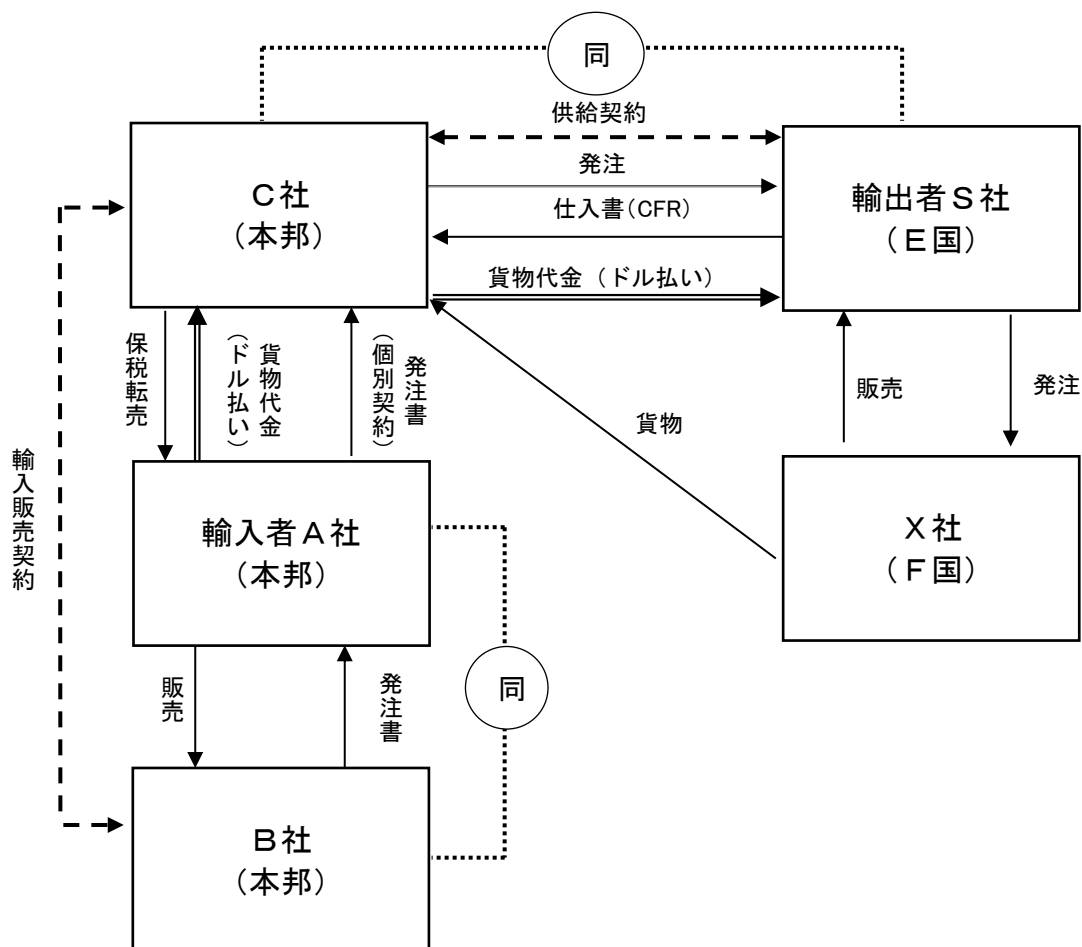 同
供給契約
C社
(本邦)
発注
仕入書(CFR)
貨物代金（ドル払い）
輸出者S社
(E国)
保税転売
貨物代金
(ドル払い)
発注書
(個別契約)
貨物
販売
発注
輸入販売契約
輸入者A社
(本邦)
X社
(F国)
同
販売
発注書
B社
(本邦)